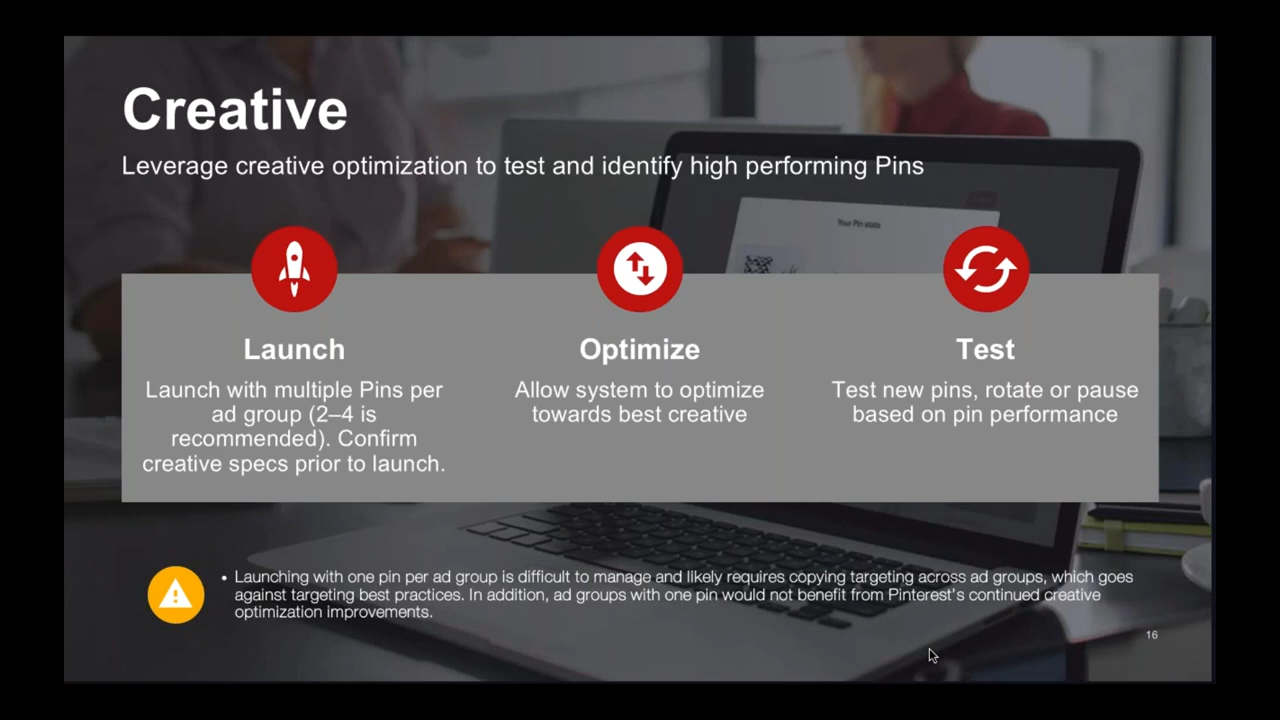 Creative
Leverage creative optimization to test and identify high performing Pins
Your Pin stats
Launch
Launch with multiple Pins per
ad group (2–4 is
recommended). Confirm
creative specs prior to launch.
Optimize
Allow system to optimize
towards best creative
Test
Test new pins, rotate or pause
based on pin performance
• Launching with one pin per ad group is difficult to manage and likely requires copying targeting across ad groups, which goes
against targeting best practices. In addition, ad groups with one pin would not benefit from Pinterest's continued creative
optimization improvements.
16